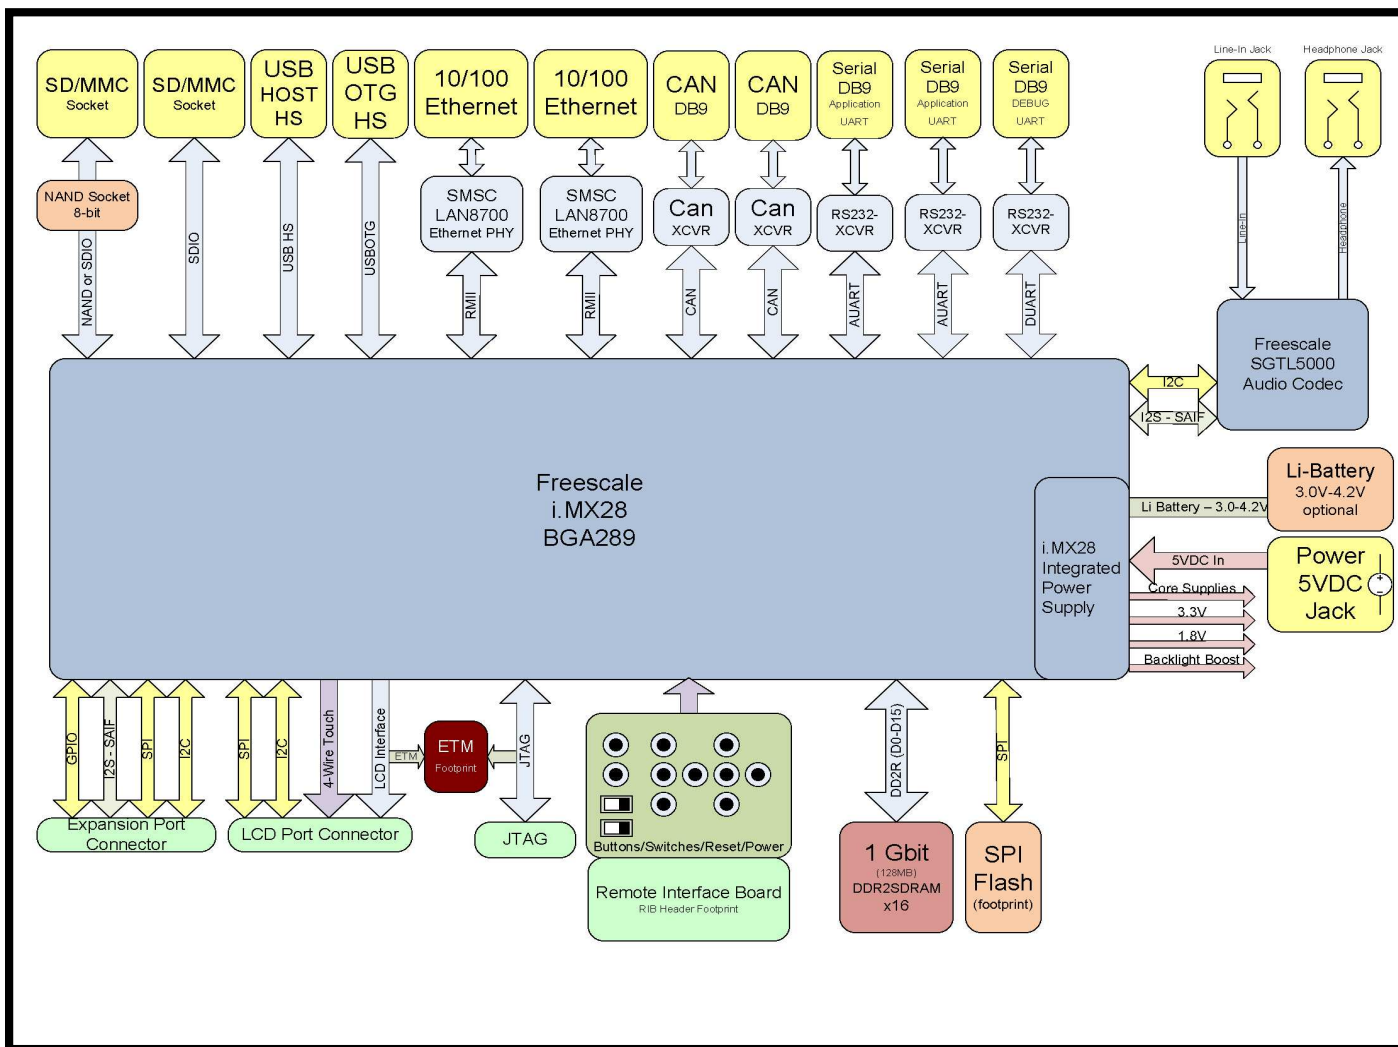 Line-In Jack
Headphone Jack
SD/MMC
Socket
SD/MMC
Socket
USB
HOST
HS
USB
OTG
HS
10/100
Ethernet
10/100
Ethernet
CAN
DB9
CAN
DB9
Serial
DB9
Application
UART
Serial
DB9
Application
UART
Serial
DB9
DEBUG
UART
NAND Socket
8-bit
SMSC
LAN8700
Ethernet PHY
SMSC
LAN8700
Ethernet PHY
Can
XCVR
Can
XCVR
RS232-
XCVR
RS232-
XCVR
RS232-
XCVR
Line-In
Headphone
NAND or SDIO
SDIO
USB HS
USBOTG
RMII
RMII
CAN
CAN
AUART
AUART
DUART
Freescale
SGTL5000
Audio Codec
I2C
I2S - SAIF
Freescale
i.MX28
BGA289
i.MX28
Integrated
Power
Supply
Li Battery – 3.0-4.2V
Li-Battery
3.0V-4.2V
optional
5VDC In
Power
5VDC
Jack
Core Supplies
3.3V
1.8V
Backlight Boost
GPIO
I2S - SAIF
SPI
I2C
SPI
I2C
4-Wire Touch
LCD Interface
ETM
ETM
Footprint
JTAG
DD2R (D0-D15)
SPI
Expansion Port
Connector
LCD Port Connector
JTAG
Buttons/Switches/Reset/Power
Remote Interface Board
RIB Header Footprint
1 Gbit
(128MB)
DDR2SDRAM
x16
SPI
Flash
(footprint)